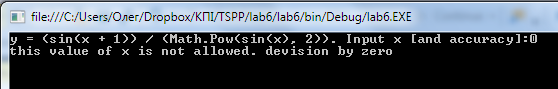 file:///C:/Users/Олег/Dropbox/КПІ/TSPP/lab6/lab6/bin/Debug/lab6.EXE
y = (sin(x + 1)) / (Math.Pow(sin(x), 2)). Input x [and accuracy]:0
this value of x is not allowed. devision by zero